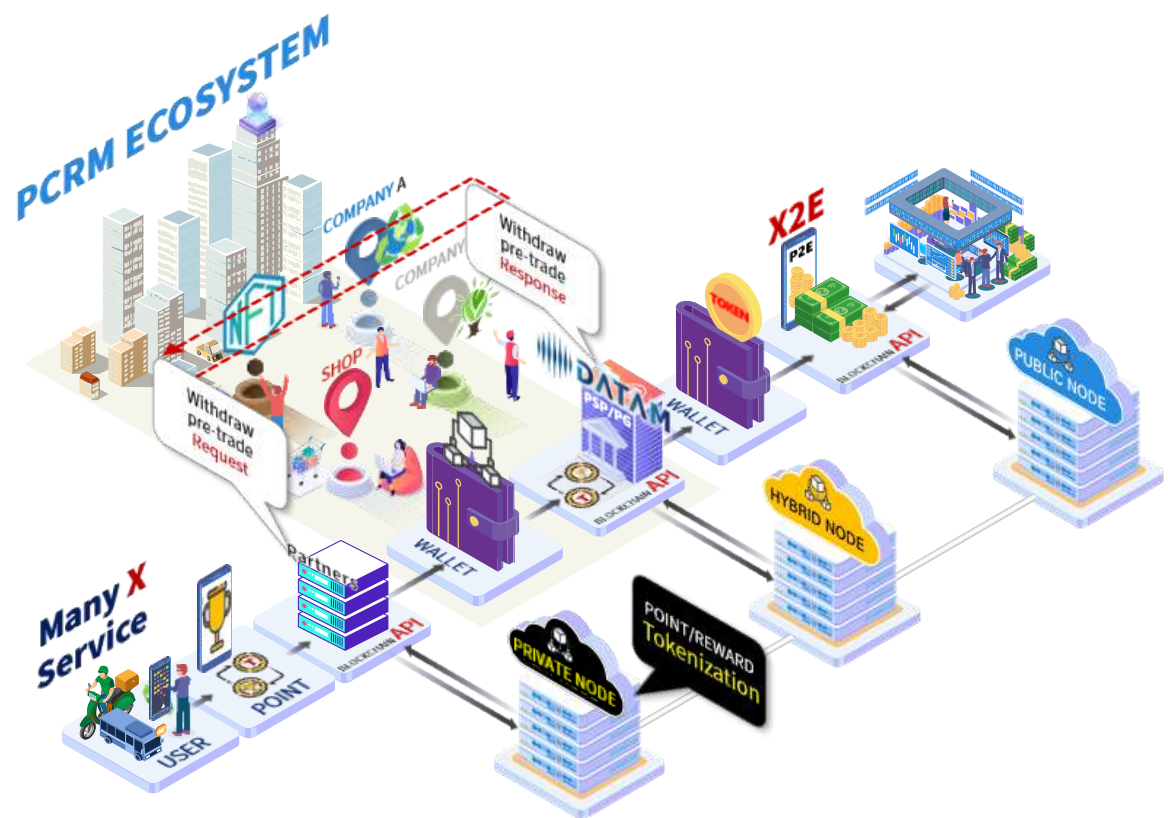 PCRM ECOSYSTEM
COMPANY A
COMPANY
Withdraw
pre-trade
Response
NFT
SHOP
Withdraw
pre-trade
Request
X2E
P2E
TOKEN
DATAM
PSP/PG
WALLET
BLOCKCHAIN API
PUBLIC NODE
BLOCKCHAIN API
HYBRID NODE
WALLET
Partners
BLOCKCHAIN API
Many X
Service
POINT
USER
PRIVATE NODE
POINT/REWARD
Tokenization